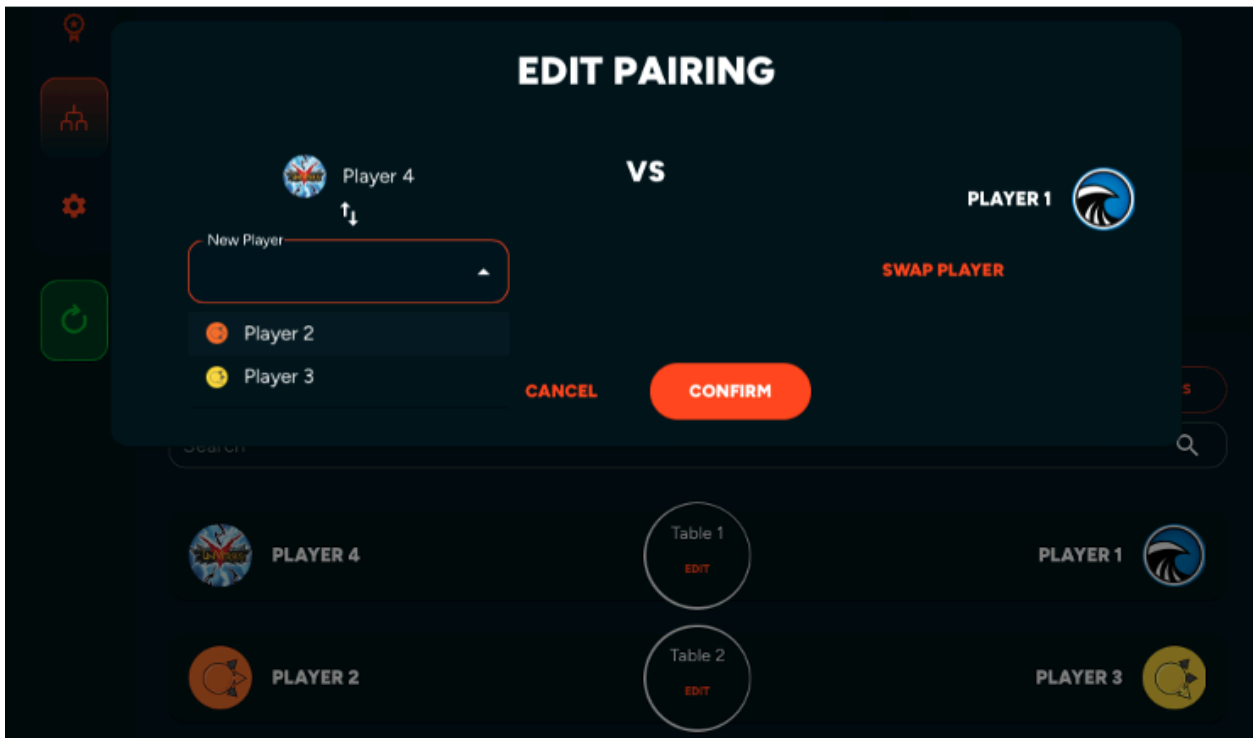 EDIT PAIRING
Player 4
VS
PLAYER 1
New Player
SWAP PLAYER
Player 2
Player 3
CANCEL
CONFIRM
S
Search
PLAYER 4
Table 1
EDIT
PLAYER 1
PLAYER 2
Table 2
EDIT
PLAYER 3